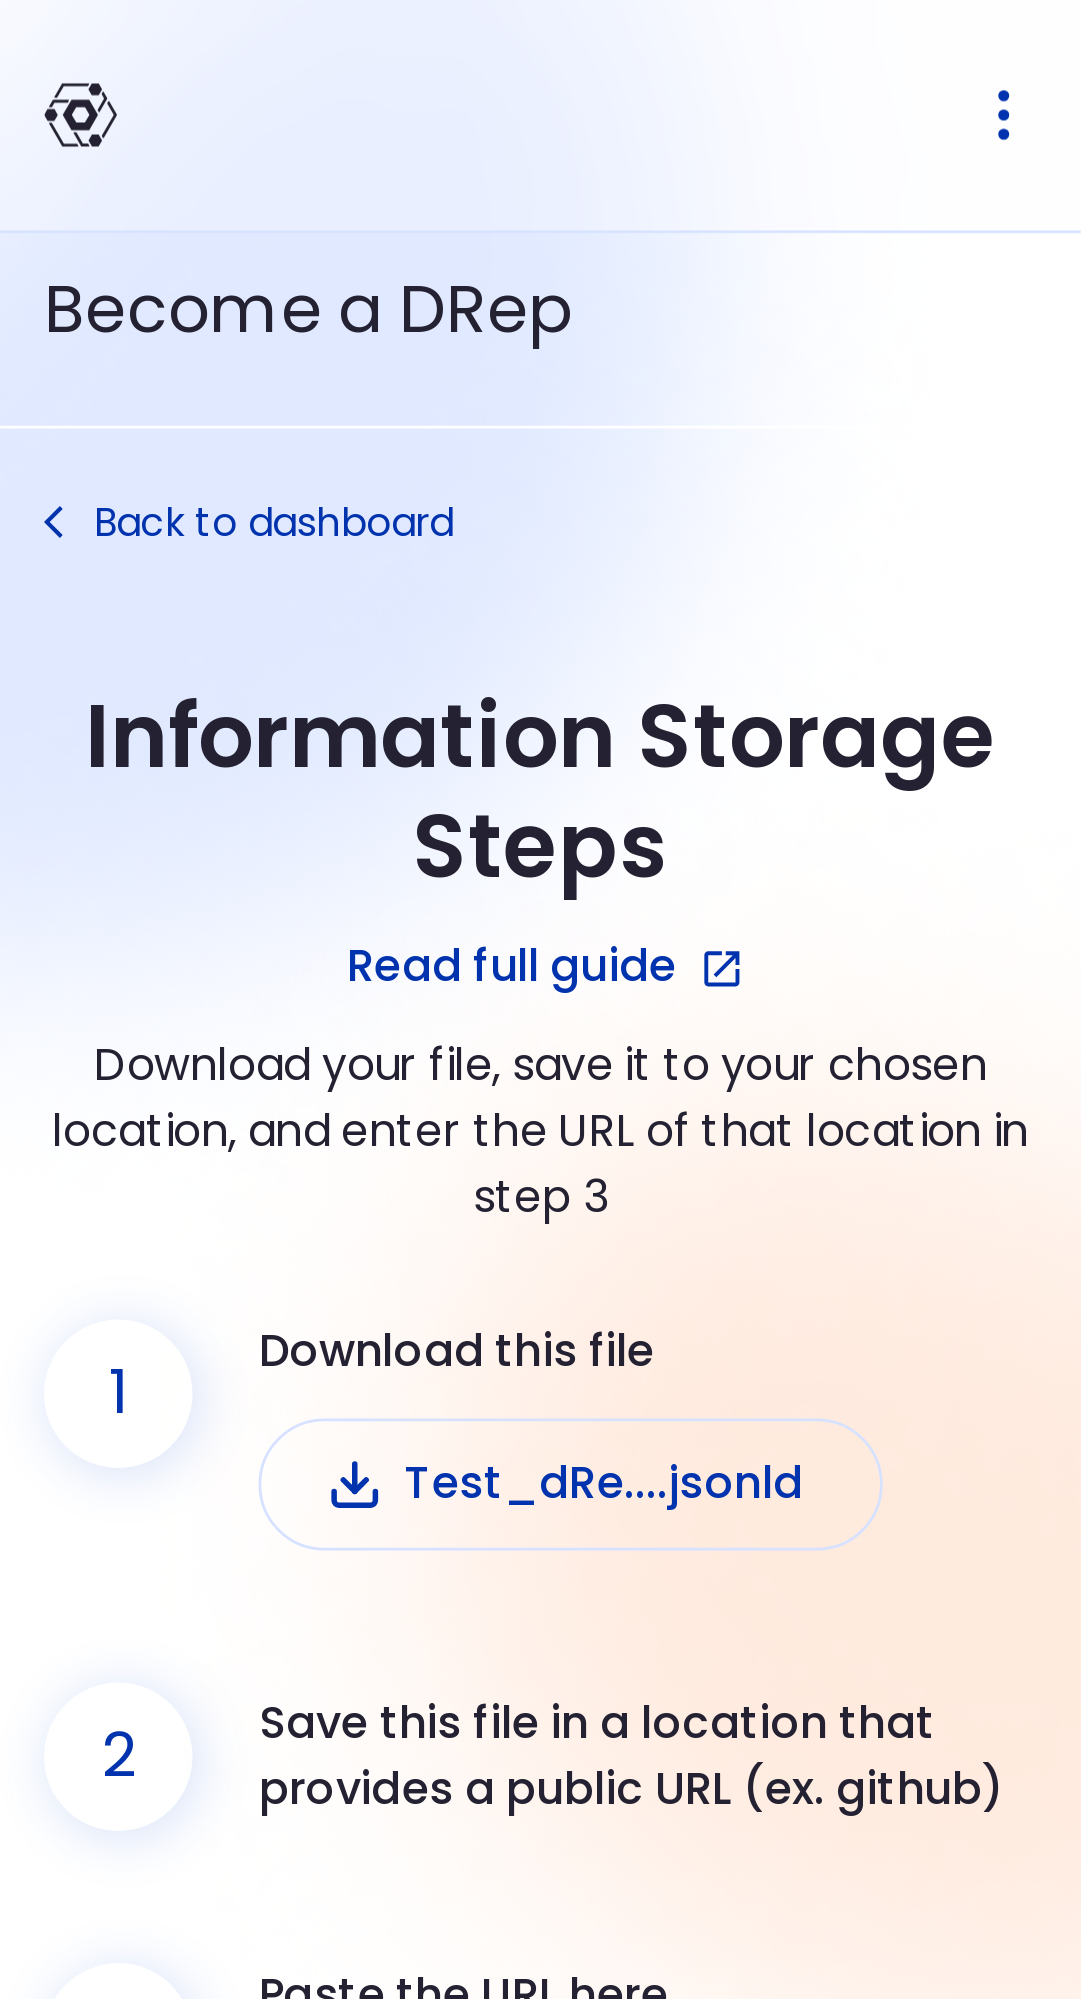 Become a DRep
Back to dashboard
Information Storage
Steps
Read full guide
Download your file, save it to your chosen
location, and enter the URL of that location in
step 3
1
Download this file
Test_dRe....jsonld
2
Save this file in a location that
provides a public URL (ex. github)
Paste the URL here